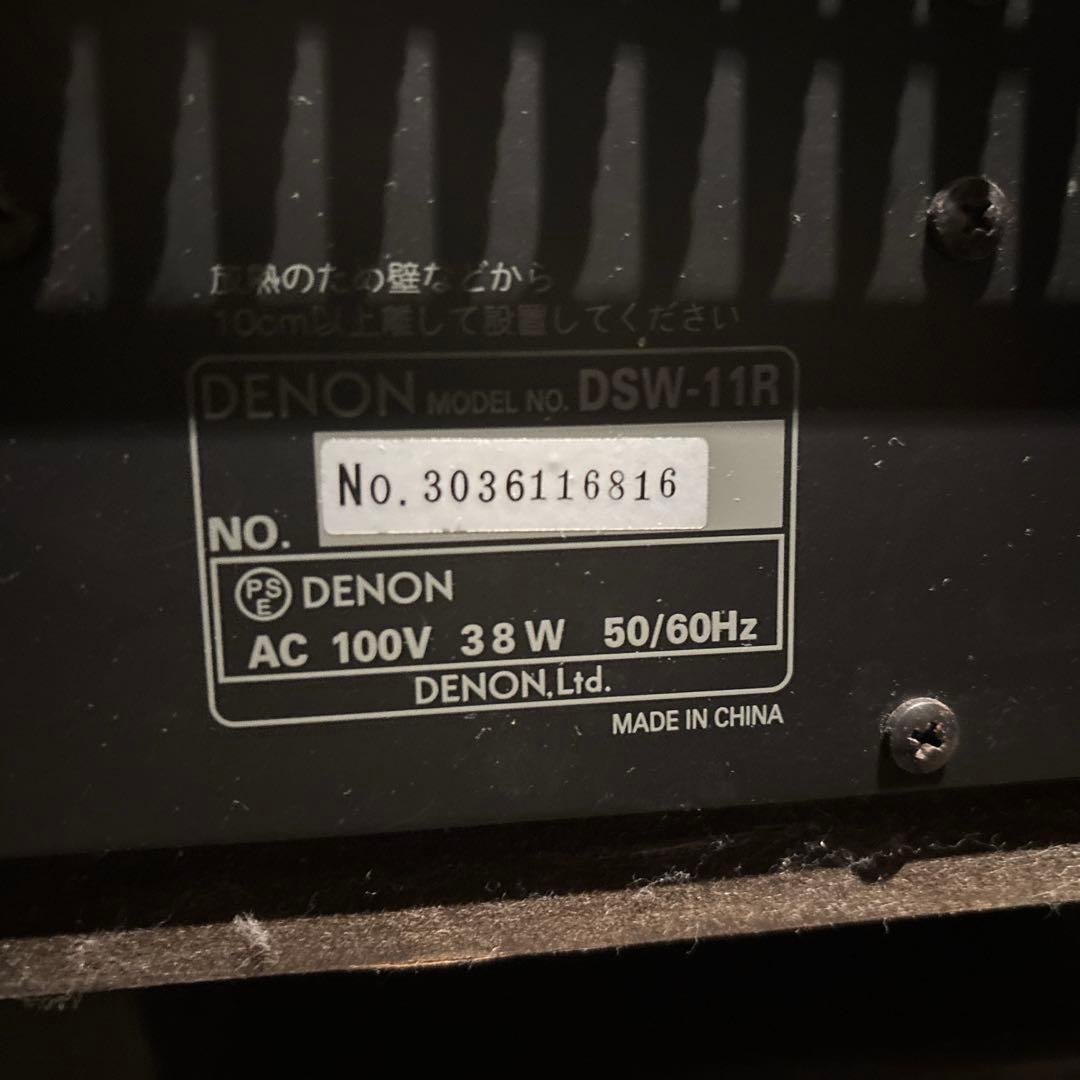 放熱のため壁などから
10cm以上離して設置してください
DENON MODEL NO. DSW-11R
No. 3036116816
NO.
PSE DENON
AC 100V 38W 50/60Hz
DENON, Ltd.
MADE IN CHINA